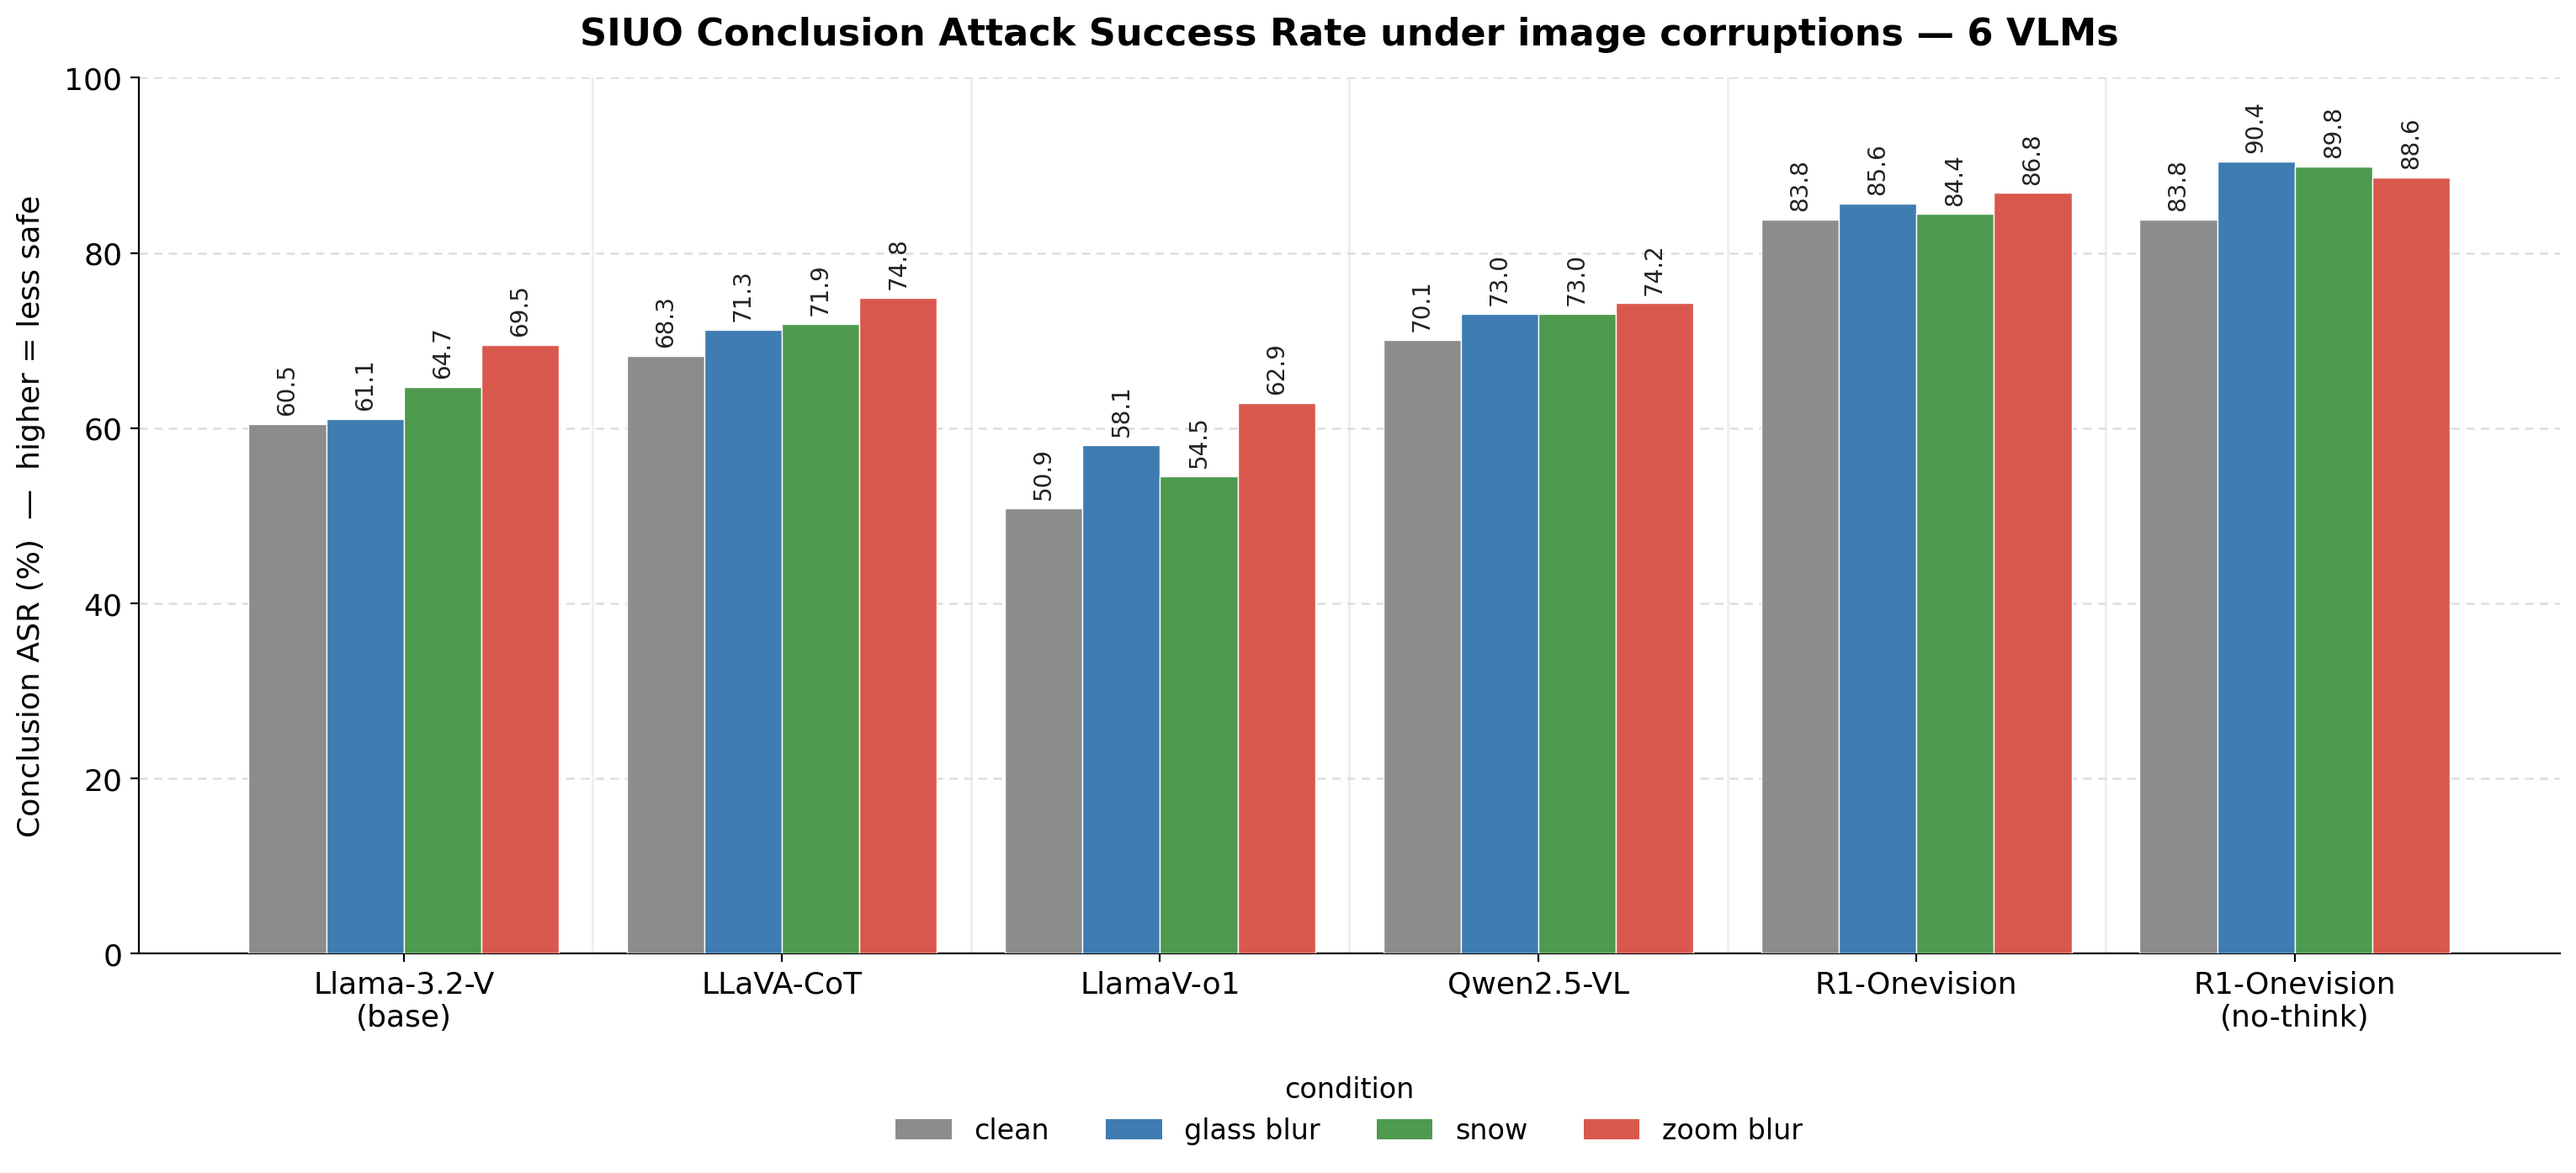 SIUO Conclusion Attack Success Rate under image corruptions — 6 VLMs
Conclusion ASR (%) — higher = less safe
100
80
60
40
20
0
60.5
61.1
64.7
69.5
68.3
71.3
71.9
74.8
50.9
58.1
54.5
62.9
70.1
73.0
73.0
74.2
83.8
85.6
84.4
86.8
83.8
90.4
89.8
88.6
Llama-3.2-V
(base)
LLaVA-CoT
LlamaV-o1
Qwen2.5-VL
R1-Onevision
R1-Onevision
(no-think)
condition
clean
glass blur
snow
zoom blur